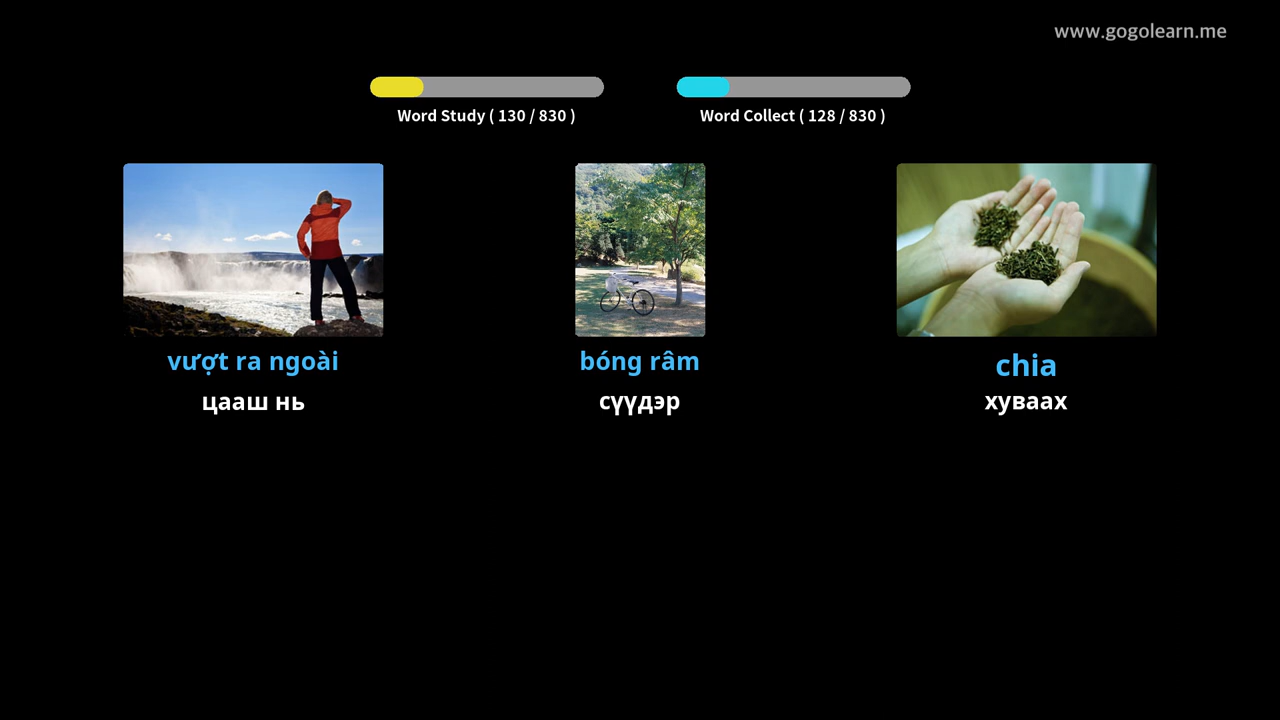 www.gogolearn.me
Word Study ( 130 / 830 )
Word Collect ( 128 / 830 )
vượt ra ngoài
bóng râm
chia
цааш нь
сүүдэр
хуваах